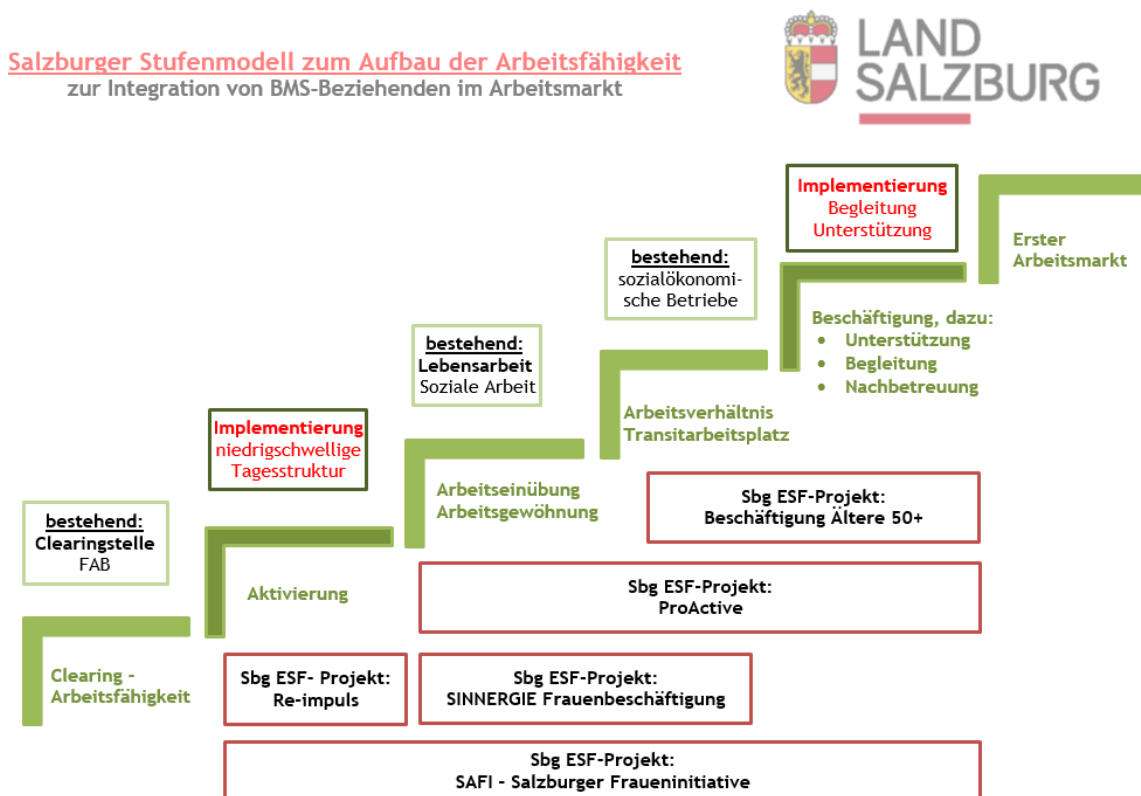 Salzburger Stufenmodell zum Aufbau der Arbeitsfähigkeit
zur Integration von BMS-Beziehenden im Arbeitsmarkt
LAND
SALZBURG
Implementierung
Begleitung
Unterstützung
Erster
Arbeitsmarkt
bestehend:
sozialökonomi-
sche Betriebe
Beschäftigung, dazu:
• Unterstützung
• Begleitung
• Nachbetreuung
bestehend:
Lebensarbeit
Soziale Arbeit
Arbeitsverhältnis
Transitarbeitsplatz
Implementierung
niedrigschwellige
Tagesstruktur
Arbeitseinübung
Arbeitsgewöhnung
Sbg ESF-Projekt:
Beschäftigung Ältere 50+
bestehend:
Clearingstelle
FAB
Aktivierung
Sbg ESF-Projekt:
ProActive
Clearing -
Arbeitsfähigkeit
Sbg ESF- Projekt:
Re-impuls
Sbg ESF-Projekt:
SINNERGIE Frauenbeschäftigung
Sbg ESF-Projekt:
SAFI - Salzburger Fraueninitiative